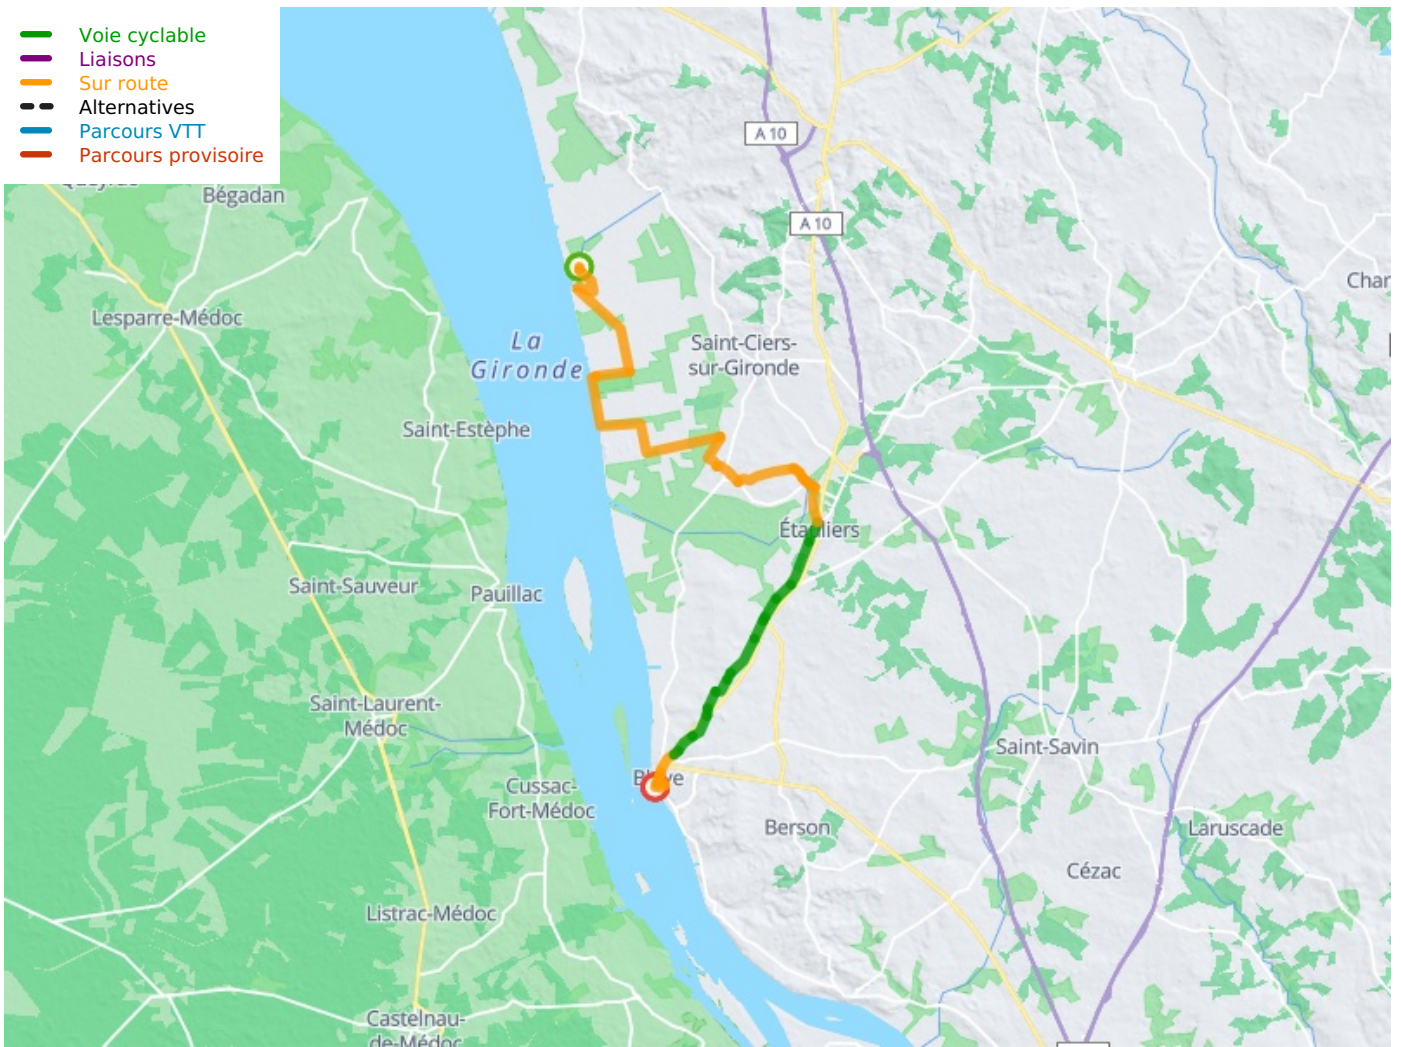 Voie cyclable
Liaisons
Sur route
Alternatives
Parcours VTT
Parcours provisoire
Bégadan
A 10
A 10
Lesparre-Médoc
La
Gironde
Saint-Ciers-
sur-Gironde
Char
Saint-Estèphe
Étauliers
Saint-Sauveur
Pauillac
Saint-Laurent-
Médoc
Saint-Savin
Blaye
Cussac-
Fort-Médoc
Berson
Laruscade
Cézac
Listrac-Médoc
Castelnau-
de-Médoc